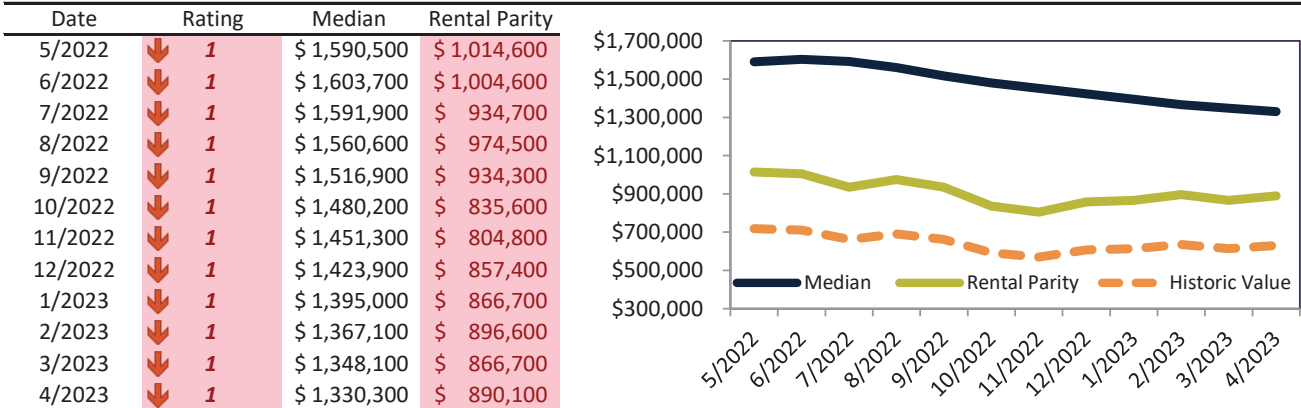 Date Rating Median Rental Parity
5/2022 1 $ 1,590,500 $ 1,014,600
6/2022 1 $ 1,603,700 $ 1,004,600
7/2022 1 $ 1,591,900 $ 934,700
8/2022 1 $ 1,560,600 $ 974,500
9/2022 1 $ 1,516,900 $ 934,300
10/2022 1 $ 1,480,200 $ 835,600
11/2022 1 $ 1,451,300 $ 804,800
12/2022 1 $ 1,423,900 $ 857,400
1/2023 1 $ 1,395,000 $ 866,700
2/2023 1 $ 1,367,100 $ 896,600
3/2023 1 $ 1,348,100 $ 866,700
4/2023 1 $ 1,330,300 $ 890,100
$1,700,000
$1,500,000
$1,300,000
$1,100,000
$900,000
$700,000
$500,000
$300,000
Median Rental Parity Historic Value
5/2022 6/2022 7/2022 8/2022 9/2022 10/2022 11/2022 12/2022 1/2023 2/2023 3/2023 4/2023